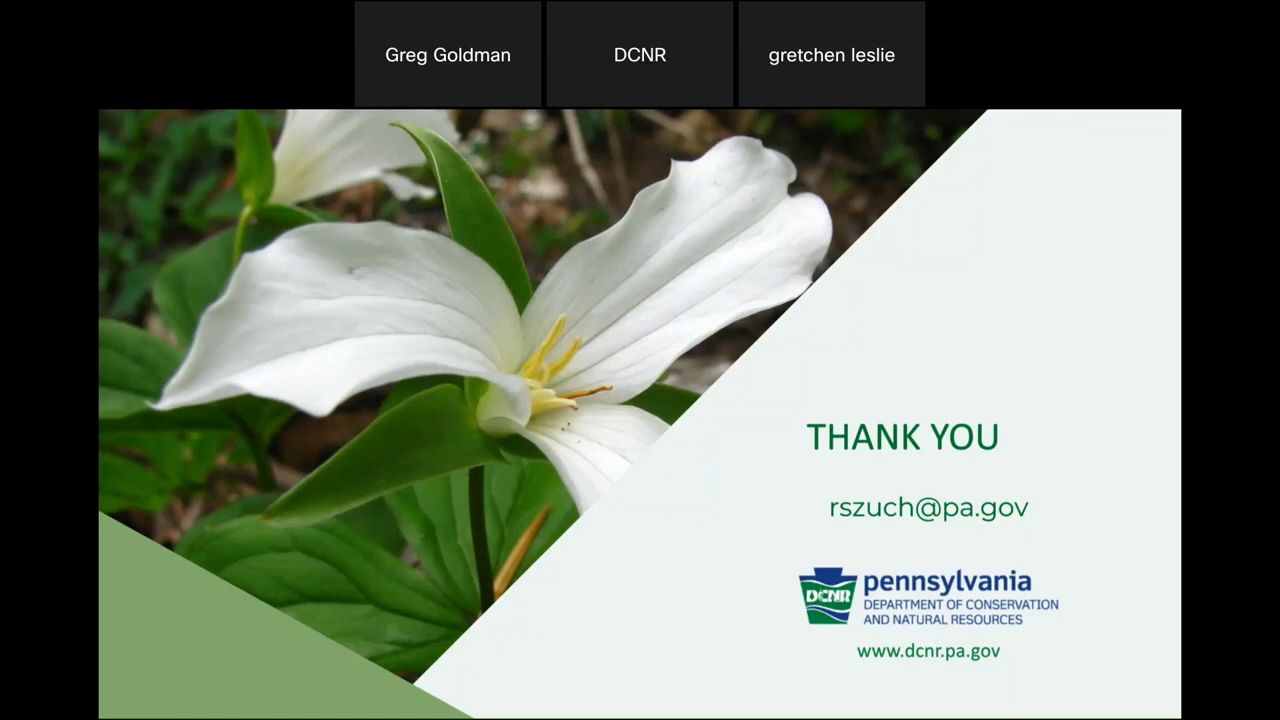 Greg Goldman
DCNR
gretchen leslie
THANK YOU
rszuch@pa.gov
DCNR
pennsylvania
DEPARTMENT OF CONSERVATION
AND NATURAL RESOURCES
www.dcnr.pa.gov